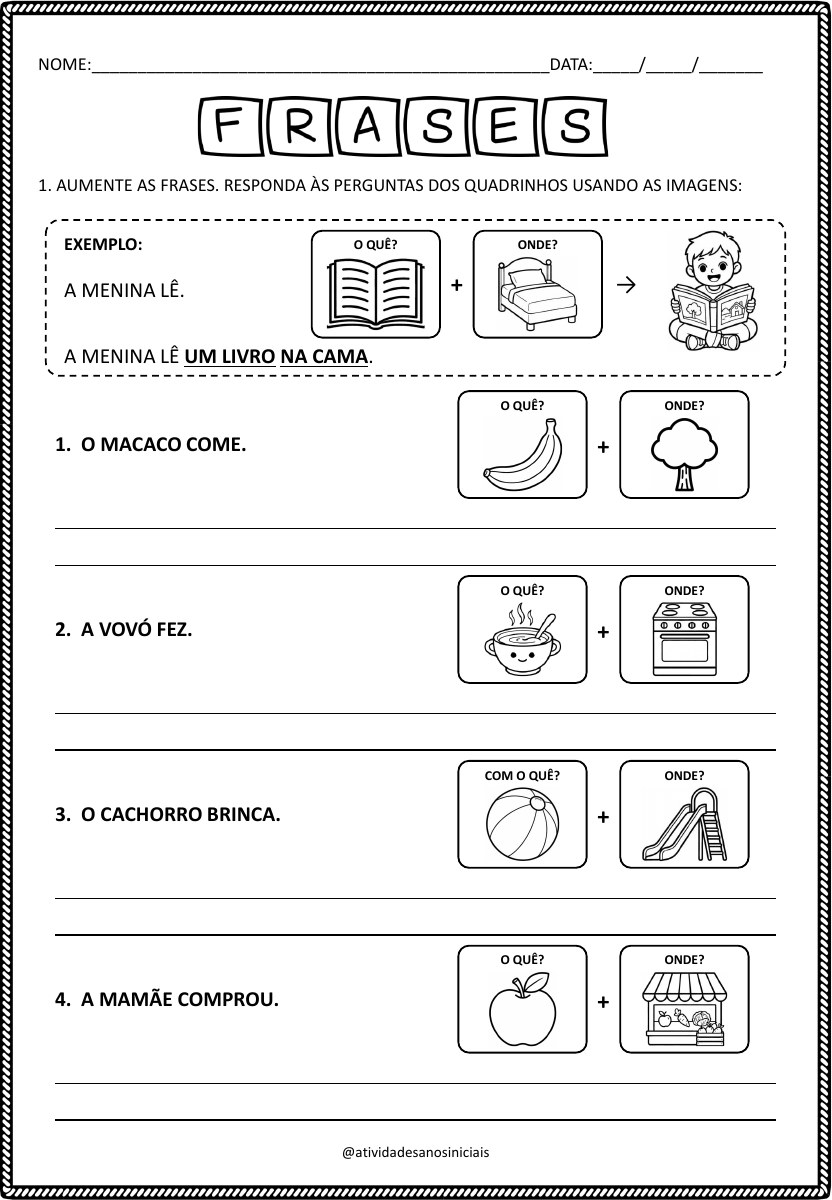 NOME:__________________________________________________DATA:_____/_____/_______
FRASES
1. AUMENTE AS FRASES. RESPONDA ÀS PERGUNTAS DOS QUADRINHOS USANDO AS IMAGENS:
EXEMPLO:
O QUÊ?
ONDE?
A MENINA LÊ.
+
→
A MENINA LÊ UM LIVRO NA CAMA.
O QUÊ?
ONDE?
1. O MACACO COME.
+
O QUÊ?
ONDE?
2. A VOVÓ FEZ.
+
COM O QUÊ?
ONDE?
3. O CACHORRO BRINCA.
+
O QUÊ?
ONDE?
4. A MAMÃE COMPROU.
+
@atividadesanosiniciais